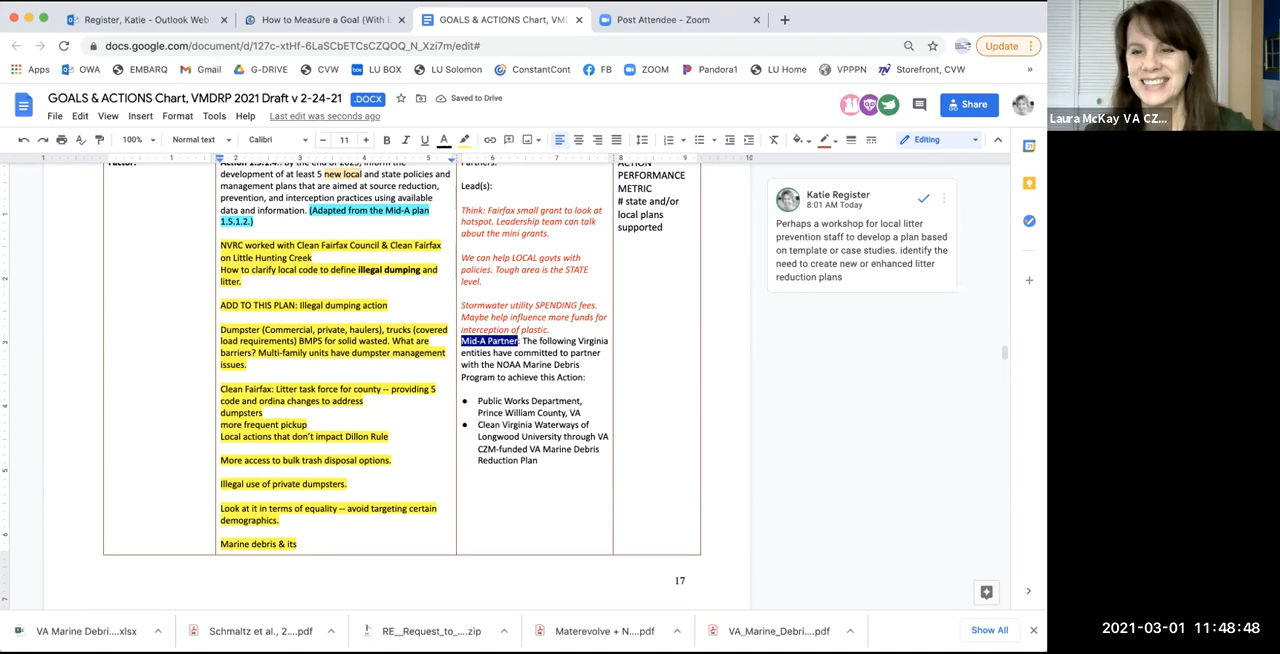 Register, Katie - Outlook Web
How to Measure a Goal (With E
GOALS & ACTIONS Chart, VMD
Post Attendee - Zoom
docs.google.com/document/d/127c-xtHf-6LaSCbETCsCZQOQ_N_Xzi7m/edit#
Update
Apps OWA EMBARQ Gmail G-DRIVE CVW LU BOX LU Solomon ConstantCont FB ZOOM Pandora1 LU Home VPPPN Storefront, CVW »
GOALS & ACTIONS Chart, VMDRP 2021 Draft v 2-24-21 .DOCX Saved to Drive
File Edit View Insert Format Tools Help Last edit was seconds ago
Share
100% Normal text Calibri 11 Editing
development of at least 5 new local and state policies and
management plans that are aimed at source reduction,
prevention, and interception practices using available
data and information. (Adapted from the Mid-A plan
1.5.1.2.)
NVRC worked with Clean Fairfax Council & Clean Fairfax
on Little Hunting Creek
How to clarify local code to define illegal dumping and
litter.
ADD TO THIS PLAN: Illegal dumping action
Dumpster (Commercial, private, haulers), trucks (covered
load requirements) BMPS for solid wasted. What are
barriers? Multi-family units have dumpster management
issues.
Clean Fairfax: Litter task force for county -- providing 5
code and ordina changes to address
dumpsters
more frequent pickup
Local actions that don't impact Dillon Rule
More access to bulk trash disposal options.
Illegal use of private dumpsters.
Look at it in terms of equality -- avoid targeting certain
demographics.
Marine debris & its
Partners:
Lead(s):
Think: Fairfax small grant to look at
hotspot. Leadership team can talk
about the mini grants.
We can help LOCAL govts with
policies. Tough area is the STATE
level.
Stormwater utility SPENDING fees.
Maybe help influence more funds for
interception of plastic.
Mid-A Partner: The following Virginia
entities have committed to partner
with the NOAA Marine Debris
Program to achieve this Action:
● Public Works Department,
Prince William County, VA
● Clean Virginia Waterways of
Longwood University through VA
CZM-funded VA Marine Debris
Reduction Plan
ACTION
PERFORMANCE
METRIC
# state and/or
local plans
supported
17
Katie Register
8:01 AM Today
Perhaps a workshop for local litter
prevention staff to develop a plan based
on template or case studies. identify the
need to create new or enhanced litter
reduction plans
VA Marine Debri....xlsx
Schmaltz et al., 2....pdf
RE__Request_to_....zip
Materevolve + N....pdf
VA_Marine_Debri....pdf
Show All
Laura McKay VA CZ...
2021-03-01 11:48:48